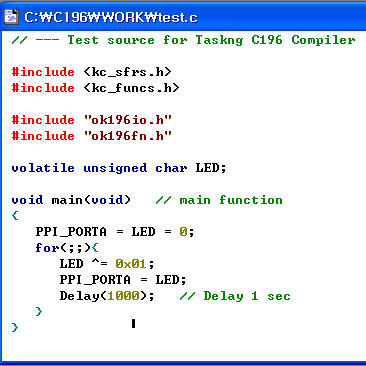 C:₩C196₩WORK₩test.c
// --- Test source for Taskng C196 Compiler
#include <kc_sfrs.h>
#include <kc_funcs.h>
#include "ok196io.h"
#include "ok196fn.h"
volatile unsigned char LED;
void main(void)   // main function
{
   PPI_PORTA = LED = 0;
   for(;;){
      LED ^= 0x01;
      PPI_PORTA = LED;
      Delay(1000);   // Delay 1 sec
   }
}